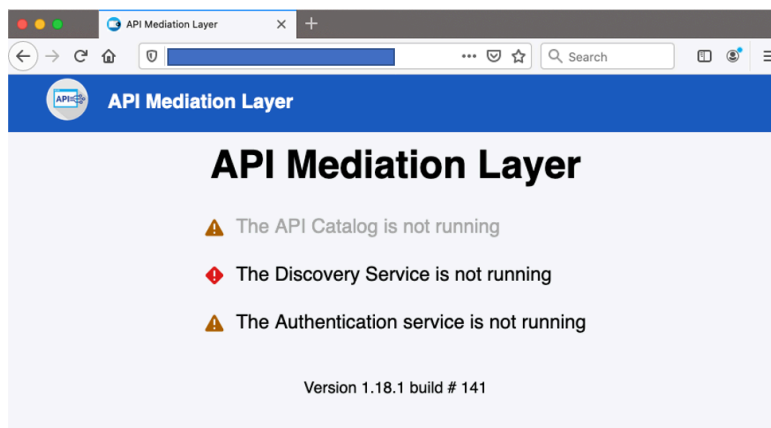 API Mediation Layer
Search
API
API Mediation Layer
API Mediation Layer
The API Catalog is not running
The Discovery Service is not running
The Authentication service is not running
Version 1.18.1 build # 141